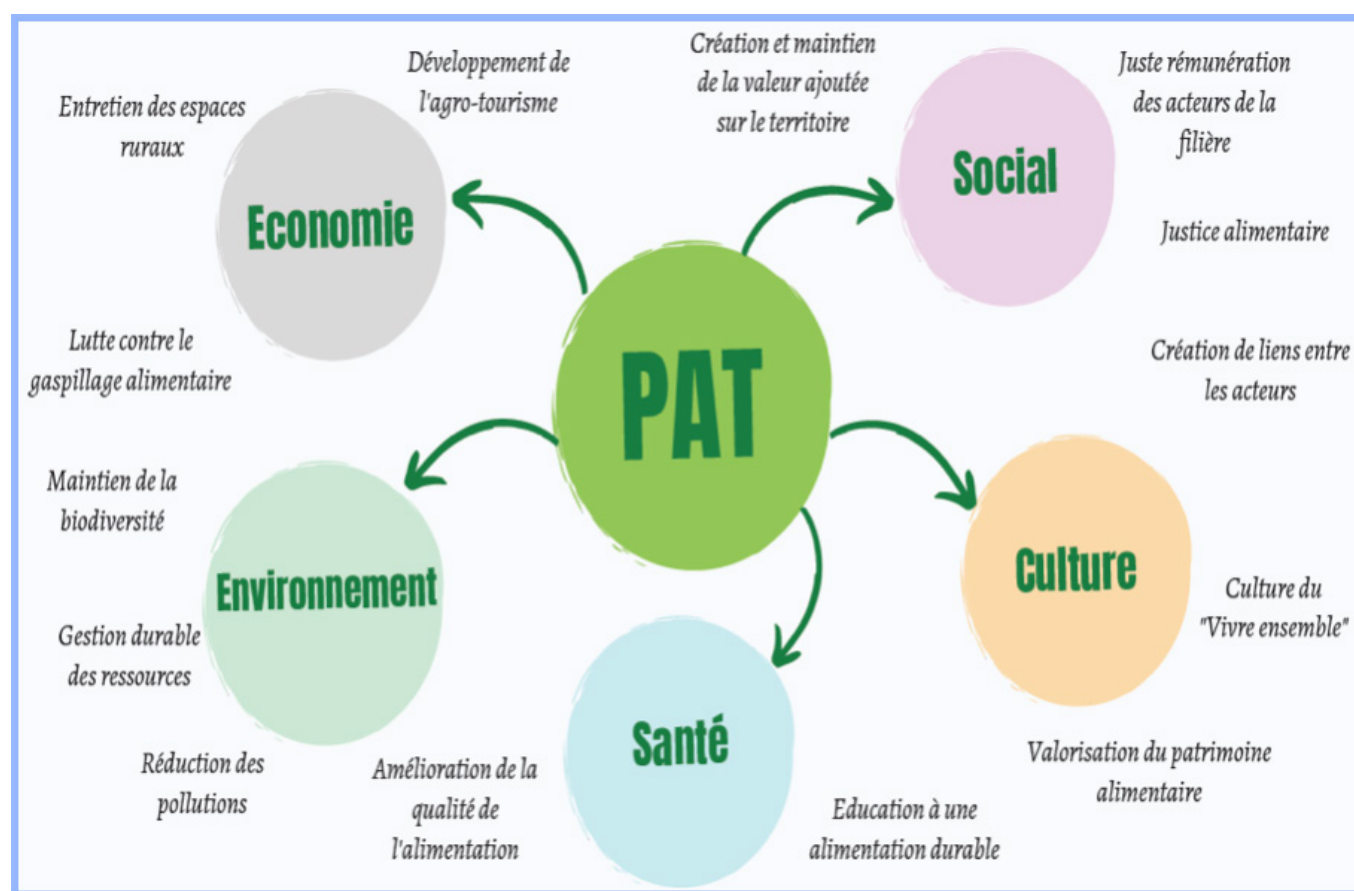 Développement de
l'agro-tourisme
Entretien des espaces
ruraux
Economie
Lutte contre le
gaspillage alimentaire
Création et maintien
de la valeur ajoutée
sur le territoire
Social
Juste rémunération
des acteurs de la
filière
Justice alimentaire
Création de liens entre
les acteurs
PAT
Maintien de la
biodiversité
Environnement
Gestion durable
des ressources
Réduction des
pollutions
Santé
Amélioration de la
qualité de
l'alimentation
Education à une
alimentation durable
Culture
Culture du
"Vivre ensemble"
Valorisation du patrimoine
alimentaire